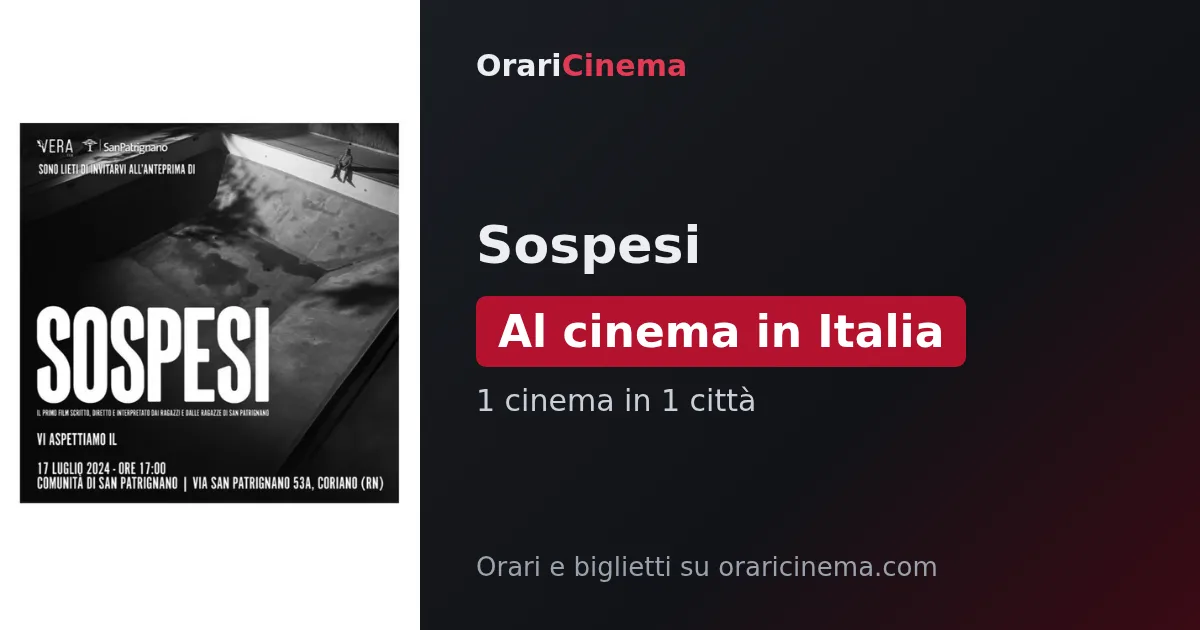 VERA SanPatrignano
SONO LIETI DI INVITARVI ALL'ANTEPRIMA DI
SOSPESI
IL PRIMO FILM SCRITTO, DIRETTO E INTERPRETATO DAI RAGAZZI E DALLE RAGAZZE DI SAN PATRIGNANO
VI ASPETTIAMO IL
17 LUGLIO 2024 - ORE 17:00
COMUNITÀ DI SAN PATRIGNANO | VIA SAN PATRIGNANO 53A, CORIANO (RN)
OrariCinema
Sospesi
Al cinema in Italia
1 cinema in 1 città
Orari e biglietti su oraricinema.com